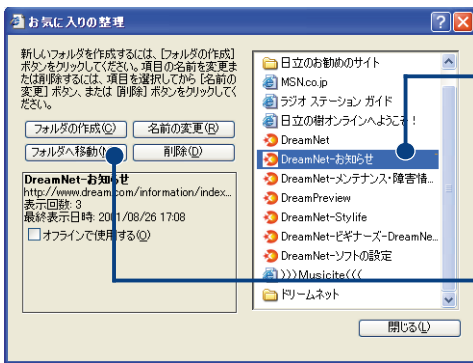 お気に入りの整理
新しいフォルダを作成するには、[フォルダの作成]
ボタンをクリックしてください。項目の名前を変更ま
たは削除するには、項目を選択してから [名前の
変更] ボタン、または [削除] ボタンをクリックしてく
ださい。
フォルダの作成(C)
名前の変更(R)
フォルダへ移動(
削除(D)
DreamNet-お知らせ
http://www.dream.com/information/index...
表示回数: 3
最終表示日時: 2001/08/26 17:08
オフラインで使用する(O)
日立のお勧めのサイト
MSN.co.jp
ラジオ ステーション ガイド
日立の樹オンラインへようこそ!
DreamNet
DreamNet-お知らせ
DreamNet-メンテナンス・障害情...
DreamPreview
DreamNet-Stylife
DreamNet-ビギナーズ-DreamNe...
DreamNet-ソフトの設定
)))Musicite(((
ドリームネット
閉じる(L)